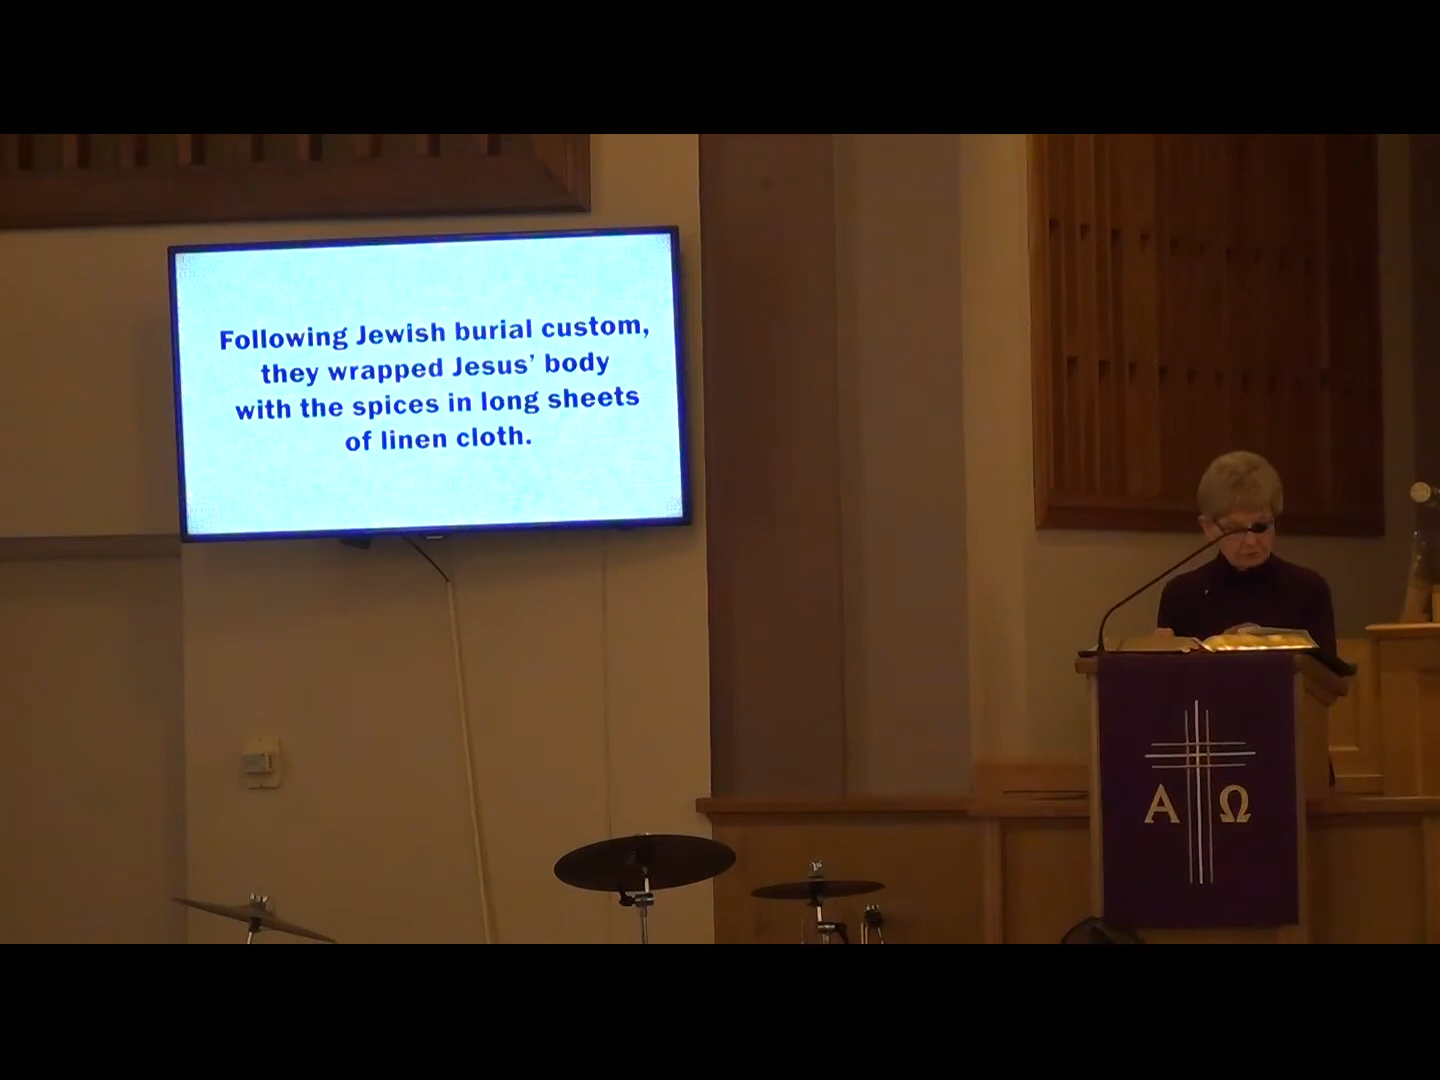 Following Jewish burial custom,
they wrapped Jesus’ body
with the spices in long sheets
of linen cloth.
Α Ω